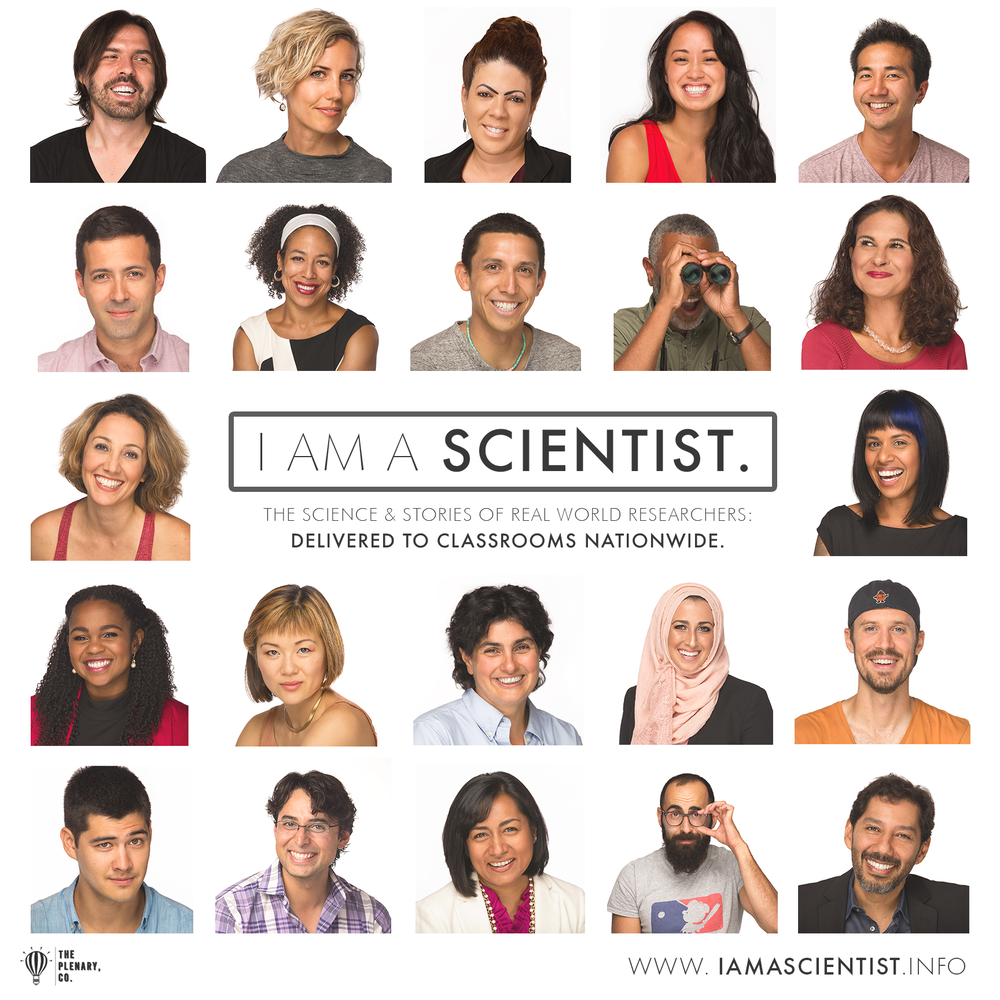 I AM A SCIENTIST.
THE SCIENCE & STORIES OF REAL WORLD RESEARCHERS:
DELIVERED TO CLASSROOMS NATIONWIDE.
THE
PLENARY,
CO.
WWW. IAMASCIENTIST.INFO